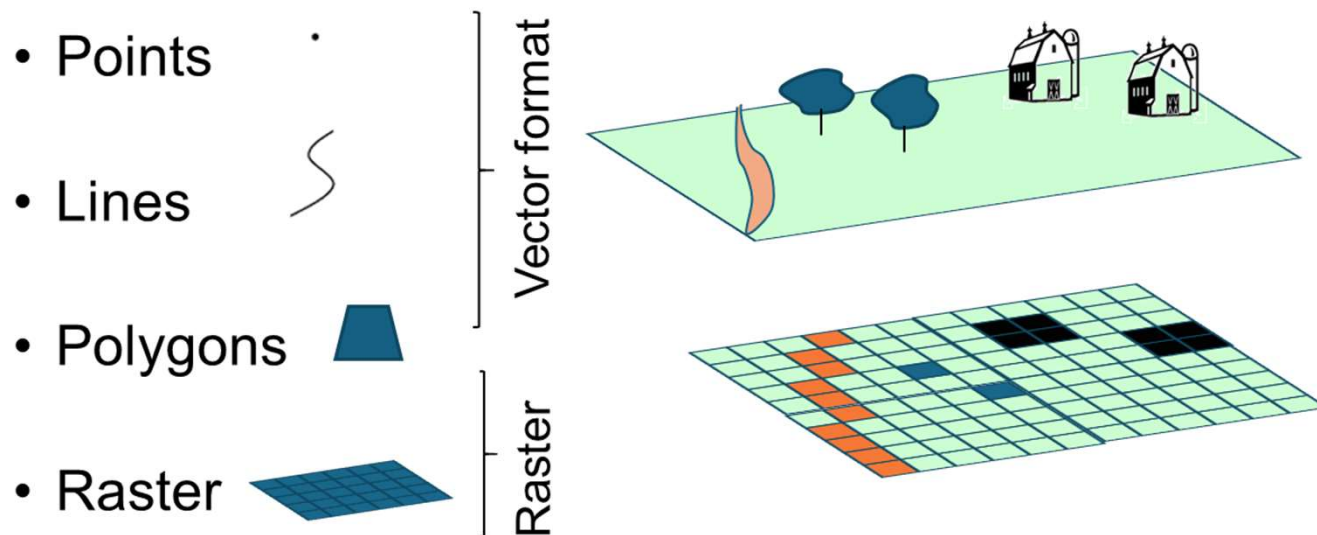 • Points
• Lines
• Polygons
• Raster
Vector format
Raster